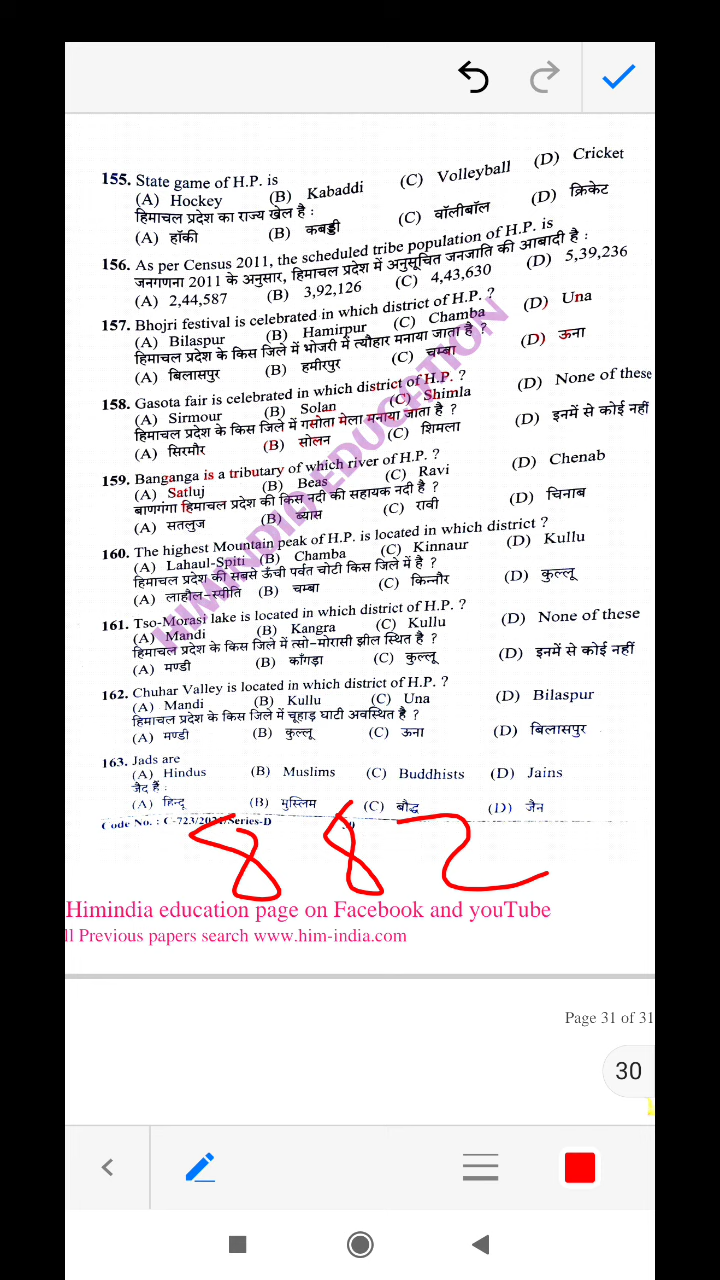 155. State game of H.P. is
(A) Hockey (B) Kabaddi (C) Volleyball (D) Cricket
हिमाचल प्रदेश का राज्य खेल है :
(A) हॉकी (B) कबड्डी (C) वॉलीबॉल (D) क्रिकेट
156. As per Census 2011, the scheduled tribe population of H.P. is
जनगणना 2011 के अनुसार, हिमाचल प्रदेश में अनुसूचित जनजाति की आबादी है :
(A) 2,44,587 (B) 3,92,126 (C) 4,43,630 (D) 5,39,236
157. Bhojri festival is celebrated in which district of H.P. ?
(A) Bilaspur (B) Hamirpur (C) Chamba (D) Una
हिमाचल प्रदेश के किस जिले में भोजरी में त्यौहार मनाया जाता है ?
(A) बिलासपुर (B) हमीरपुर (C) चम्बा (D) ऊना
158. Gasota fair is celebrated in which district of H.P. ?
(A) Sirmour (B) Solan (C) Shimla (D) None of these
हिमाचल प्रदेश के किस जिले में गसोता मेला मनाया जाता है ?
(A) सिरमौर (B) सोलन (C) शिमला (D) इनमें से कोई नहीं
159. Banganga is a tributary of which river of H.P. ?
(A) Satluj (B) Beas (C) Ravi (D) Chenab
बाणगंगा हिमाचल प्रदेश की किस नदी की सहायक नदी है ?
(A) सतलुज (B) ब्यास (C) रावी (D) चिनाब
160. The highest Mountain peak of H.P. is located in which district ?
(A) Lahaul-Spiti (B) Chamba (C) Kinnaur (D) Kullu
हिमाचल प्रदेश की सबसे ऊँची पर्वत चोटी किस जिले में है ?
(A) लाहौल-स्पीति (B) चम्बा (C) किन्नौर (D) कुल्लू
161. Tso-Morasi lake is located in which district of H.P. ?
(A) Mandi (B) Kangra (C) Kullu (D) None of these
हिमाचल प्रदेश के किस जिले में त्सो-मोरासी झील स्थित है ?
(A) मण्डी (B) काँगड़ा (C) कुल्लू (D) इनमें से कोई नहीं
162. Chuhar Valley is located in which district of H.P. ?
(A) Mandi (B) Kullu (C) Una (D) Bilaspur
हिमाचल प्रदेश के किस जिले में चूहाड़ घाटी अवस्थित है ?
(A) मण्डी (B) कुल्लू (C) ऊना (D) बिलासपुर
163. Jads are
(A) Hindus (B) Muslims (C) Buddhists (D) Jains
जैद हैं :
(A) हिन्दू (B) मुस्लिम (C) बौद्ध (D) जैन
HIMINDIA EDUCATION
Code No. : C-723/2021/Series-D
882
Himindia education page on Facebook and youTube
ll Previous papers search www.him-india.com
Page 31 of 31
30